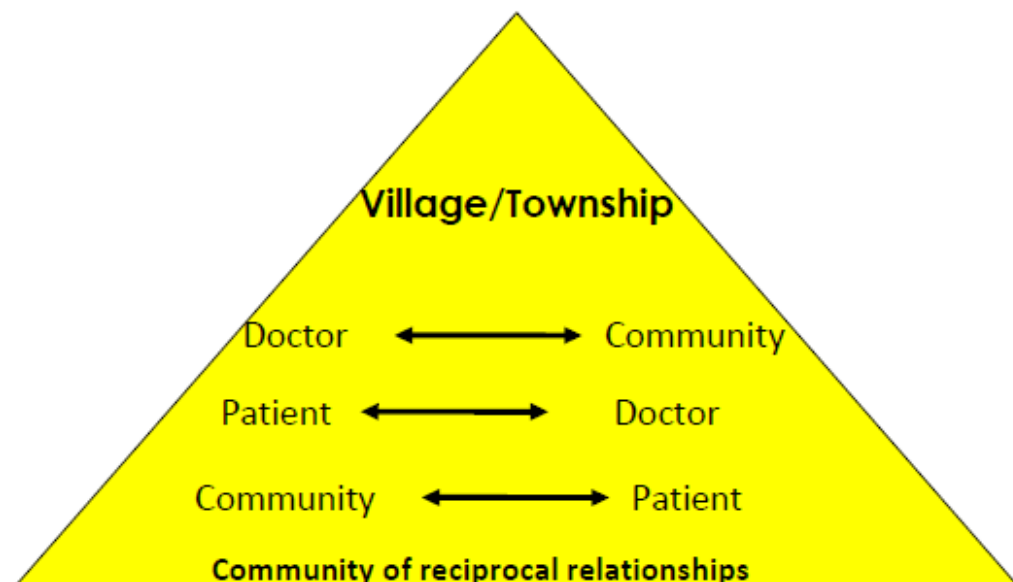 Village/Township
Doctor Community
Patient Doctor
Community Patient
Community of reciprocal relationships